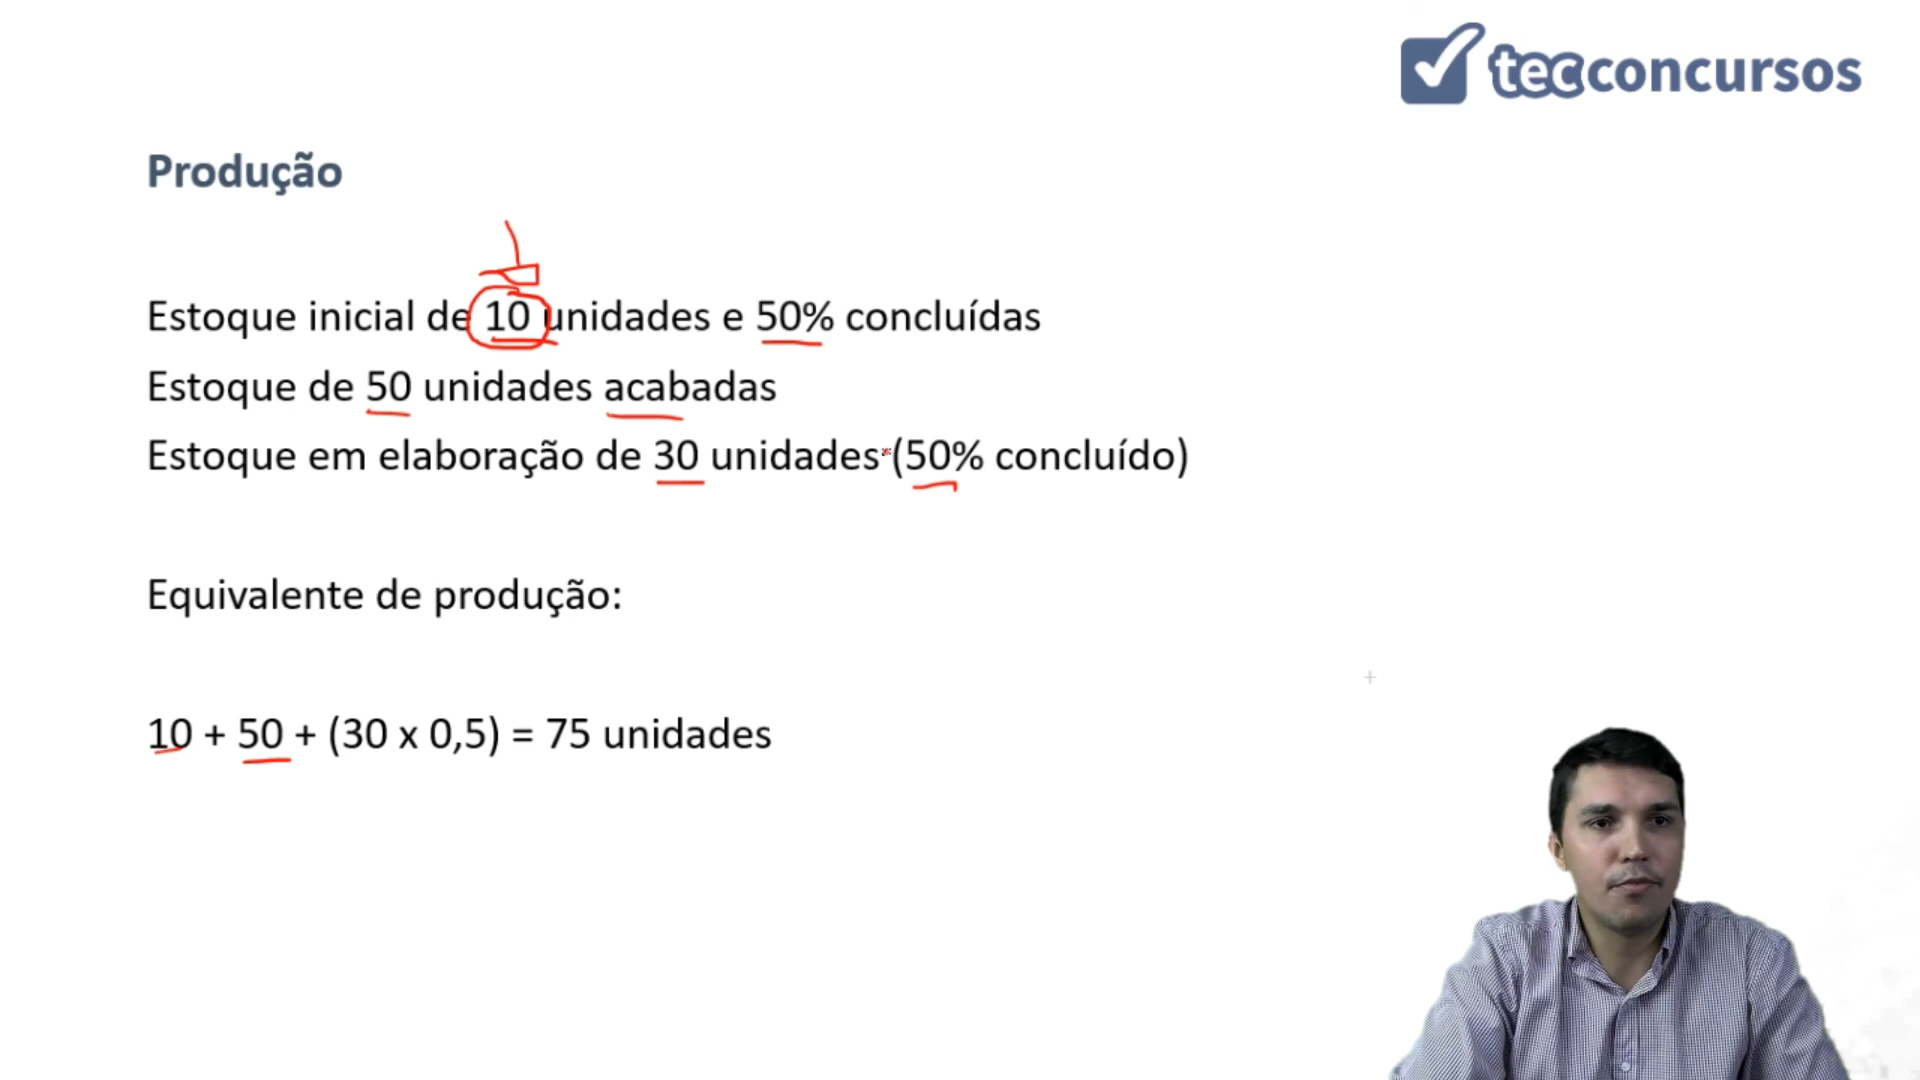 tecconcursos
Produção
Estoque inicial de 10 unidades e 50% concluídas
Estoque de 50 unidades acabadas
Estoque em elaboração de 30 unidades (50% concluído)
Equivalente de produção:
10 + 50 + (30 x 0,5) = 75 unidades